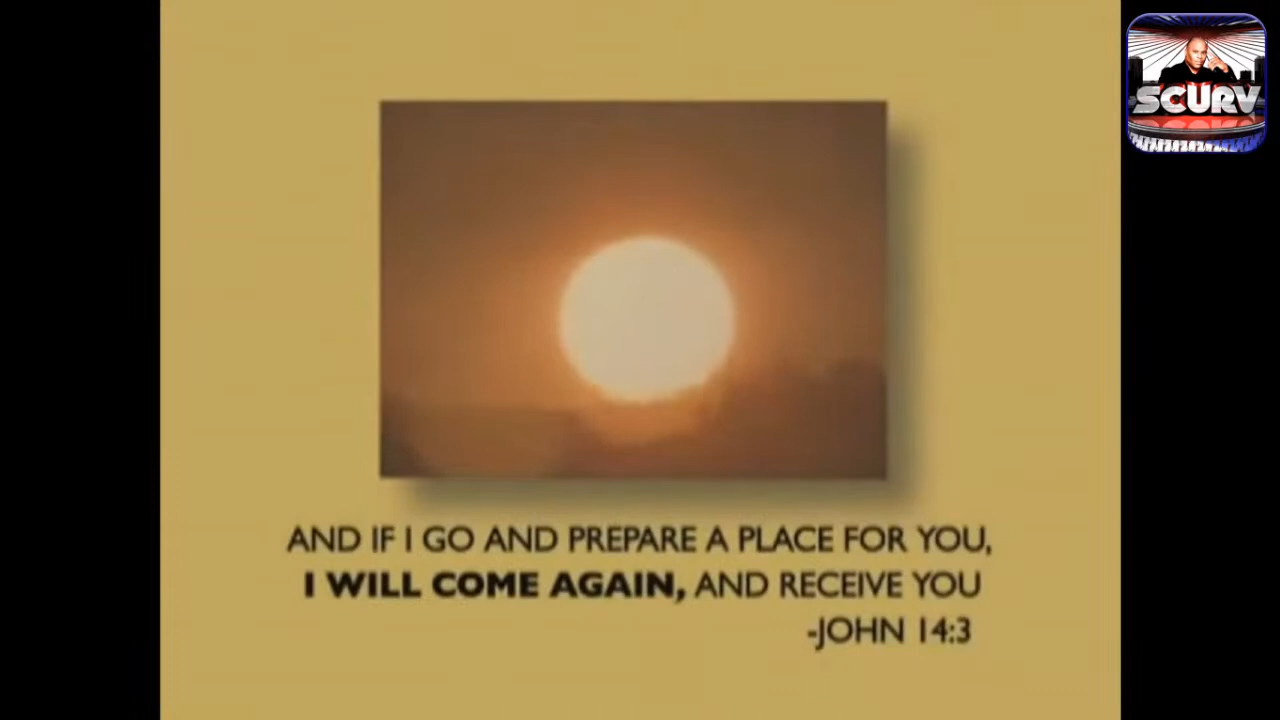 SCURV
AND IF I GO AND PREPARE A PLACE FOR YOU,
I WILL COME AGAIN, AND RECEIVE YOU
-JOHN 14:3